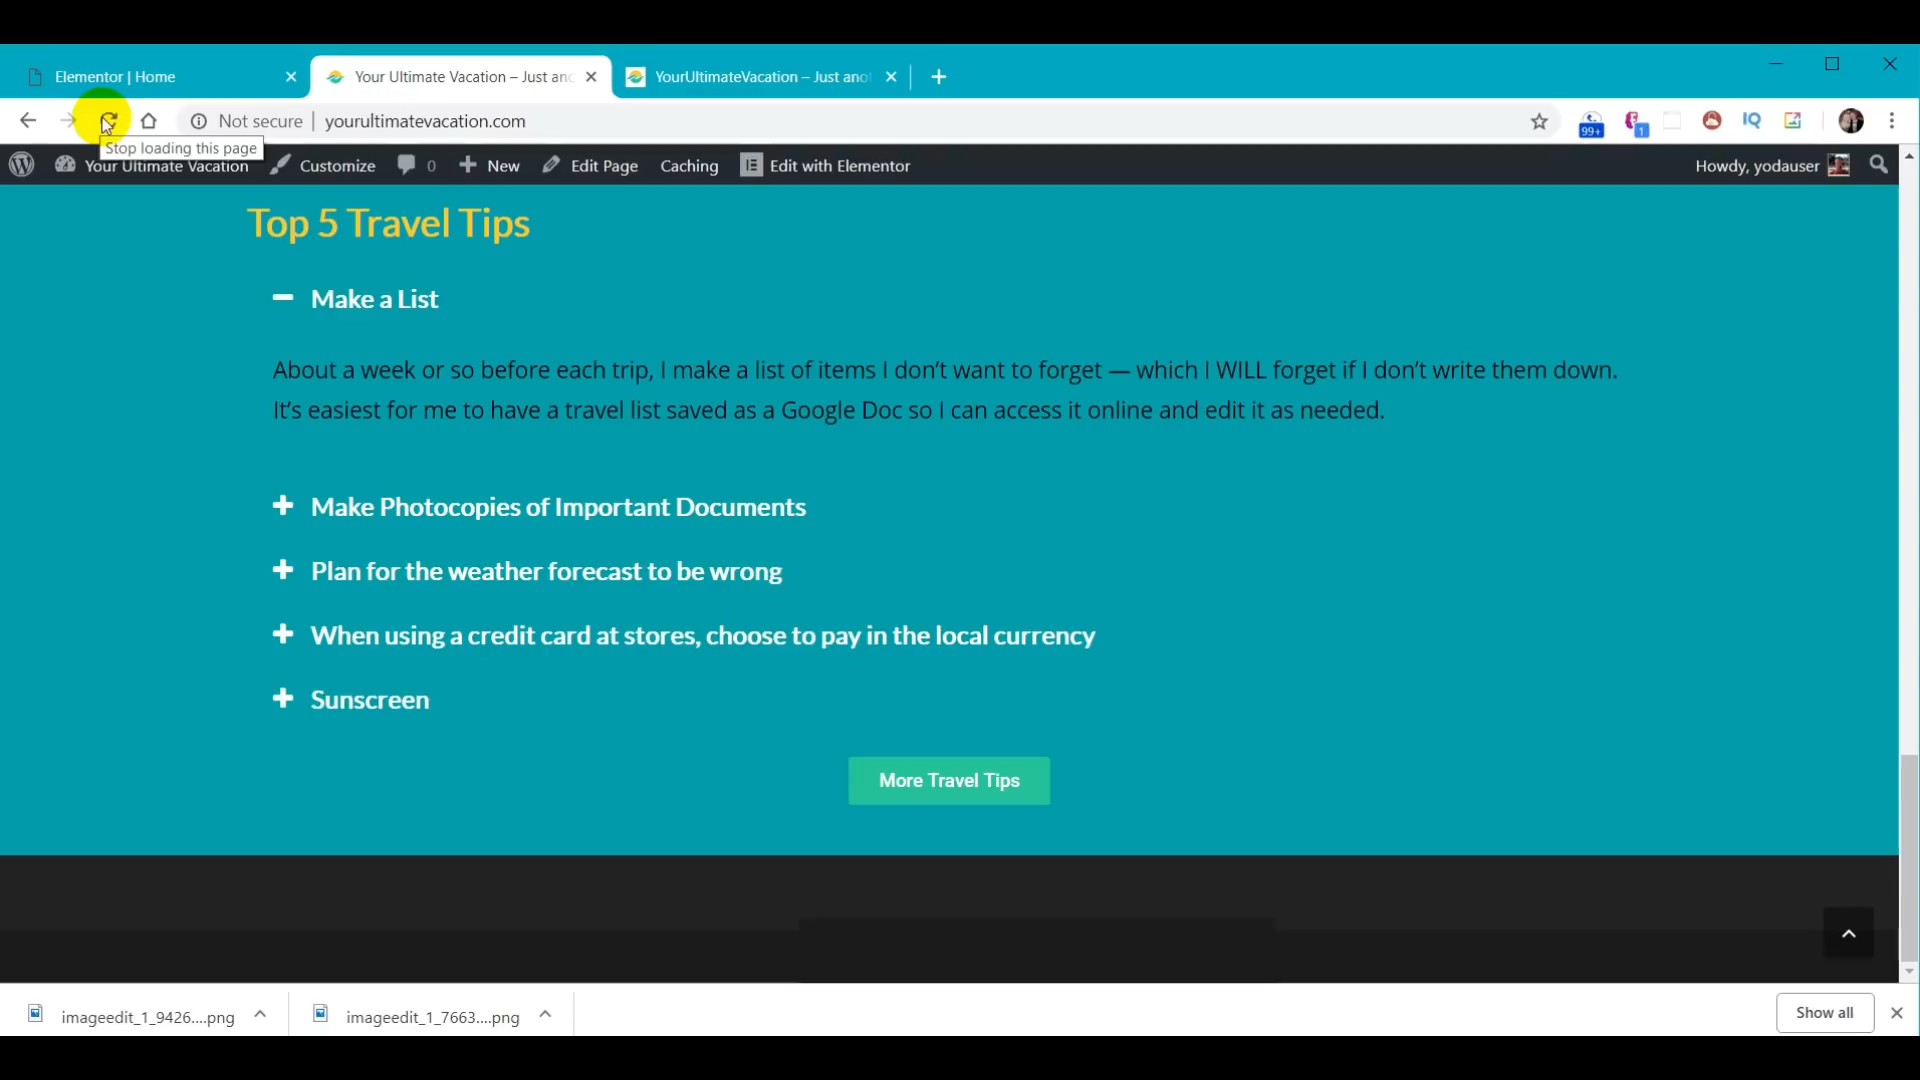 Elementor | Home
Your Ultimate Vacation – Just an
YourUltimateVacation – Just anot
Not secure
yourultimatevacation.com
99+
1
IQ
Stop loading this page
Your Ultimate Vacation
Customize
0
New
Edit Page
Caching
Edit with Elementor
Howdy, yodauser
Top 5 Travel Tips
Make a List
About a week or so before each trip, I make a list of items I don’t want to forget — which I WILL forget if I don’t write them down.
It’s easiest for me to have a travel list saved as a Google Doc so I can access it online and edit it as needed.
Make Photocopies of Important Documents
Plan for the weather forecast to be wrong
When using a credit card at stores, choose to pay in the local currency
Sunscreen
More Travel Tips
imageedit_1_9426....png
imageedit_1_7663....png
Show all